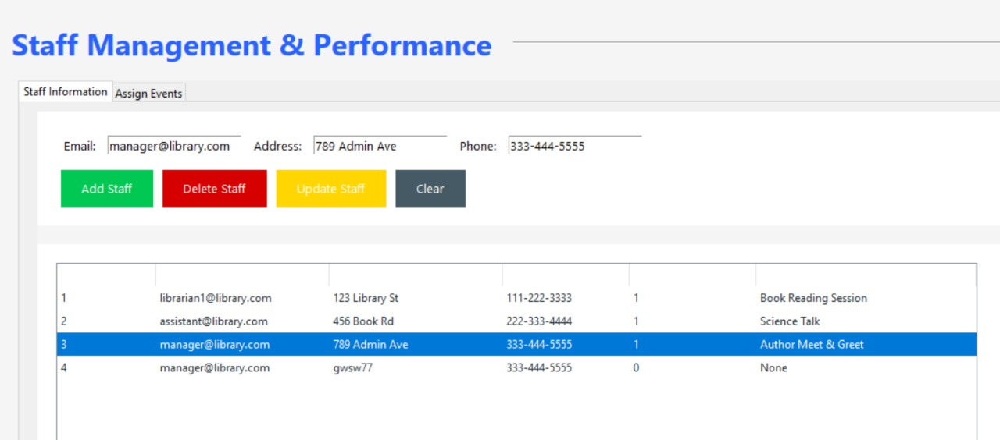 Staff Management & Performance
Staff Information Assign Events
Email: manager@library.com Address: 789 Admin Ave Phone: 333-444-5555
Add Staff Delete Staff Update Staff Clear
1 librarian1@library.com 123 Library St 111-222-3333 1 Book Reading Session
2 assistant@library.com 456 Book Rd 222-333-4444 1 Science Talk
3 manager@library.com 789 Admin Ave 333-444-5555 1 Author Meet & Greet
4 manager@library.com gwsw77 333-444-5555 0 None